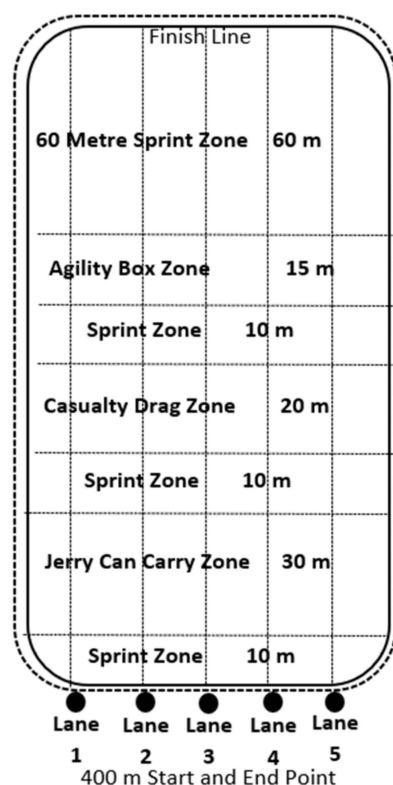 Finish Line
60 Metre Sprint Zone 60 m
Agility Box Zone 15 m
Sprint Zone 10 m
Casualty Drag Zone 20 m
Sprint Zone 10 m
Jerry Can Carry Zone 30 m
Sprint Zone 10 m
Lane Lane Lane Lane Lane
1 2 3 4 5
400 m Start and End Point